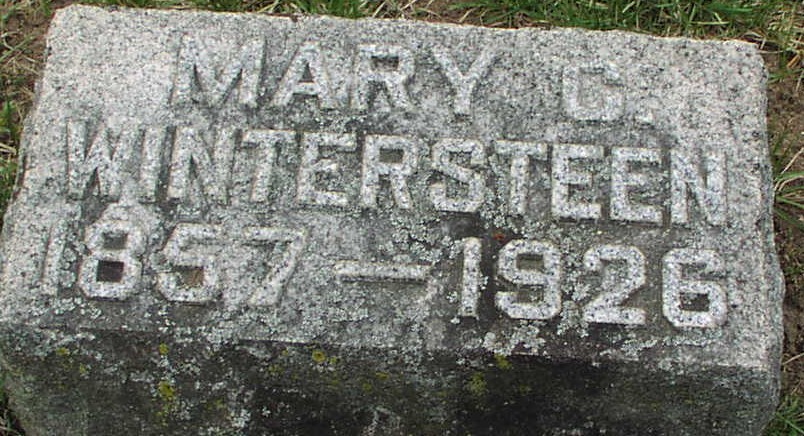 MARY C.
WINTERSTEEN
1857—1926